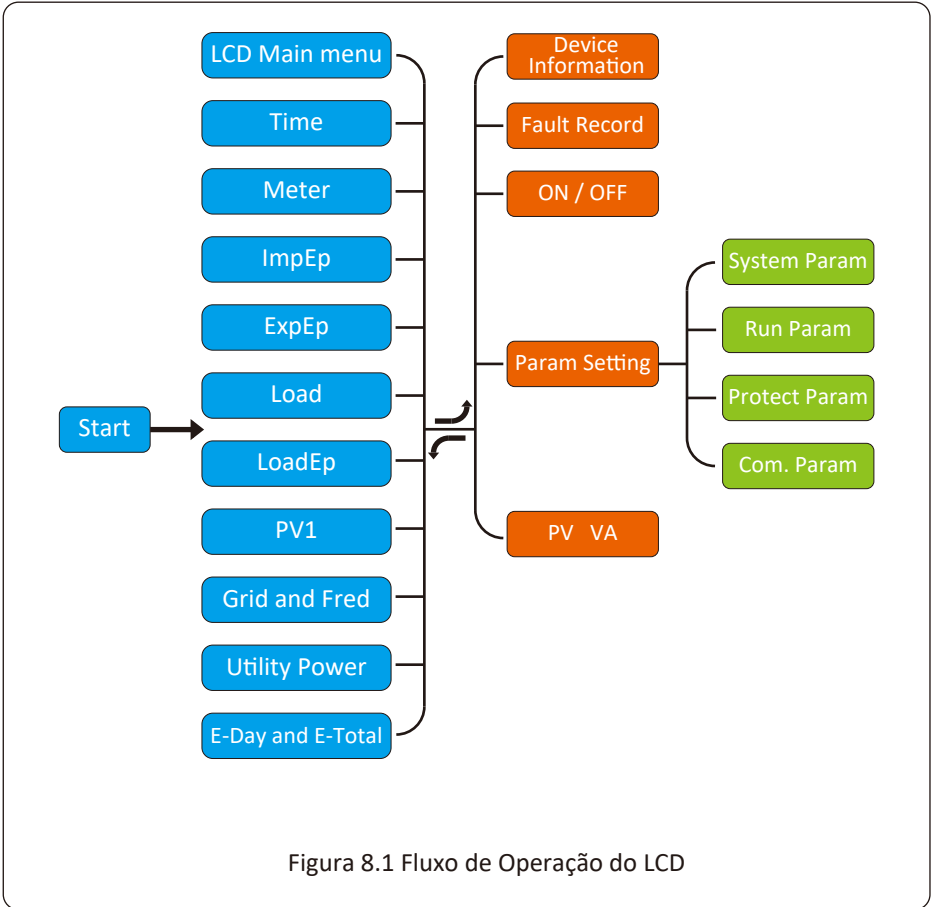 Start
LCD Main menu
Time
Meter
ImpEp
ExpEp
Load
LoadEp
PV1
Grid and Fred
Utility Power
E-Day and E-Total
Device
Information
Fault Record
ON / OFF
Param Setting
PV VA
System Param
Run Param
Protect Param
Com. Param
Figura 8.1 Fluxo de Operação do LCD